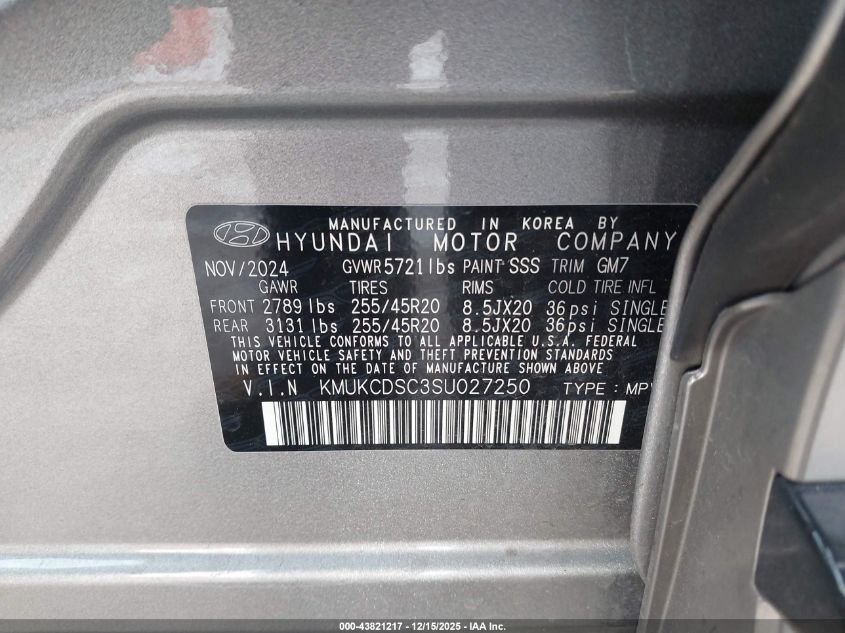 MANUFACTURED IN KOREA BY
HYUNDAI MOTOR COMPANY
NOV/2024 GVWR 5721lbs PAINT SSS TRIM GM7
GAWR TIRES RIMS COLD TIRE INFL
FRONT 2789 lbs 255/45R20 8.5JX20 36psi SINGLE
REAR 3131 lbs 255/45R20 8.5JX20 36psi SINGLE
THIS VEHICLE CONFORMS TO ALL APPLICABLE U.S.A. FEDERAL
MOTOR VEHICLE SAFETY AND THEFT PREVENTION STANDARDS
IN EFFECT ON THE DATE OF MANUFACTURE SHOWN ABOVE
V.I.N KMUKCDSC3SU027250 TYPE : MPV
000-43821217 - 12/15/2025 - IAA Inc.